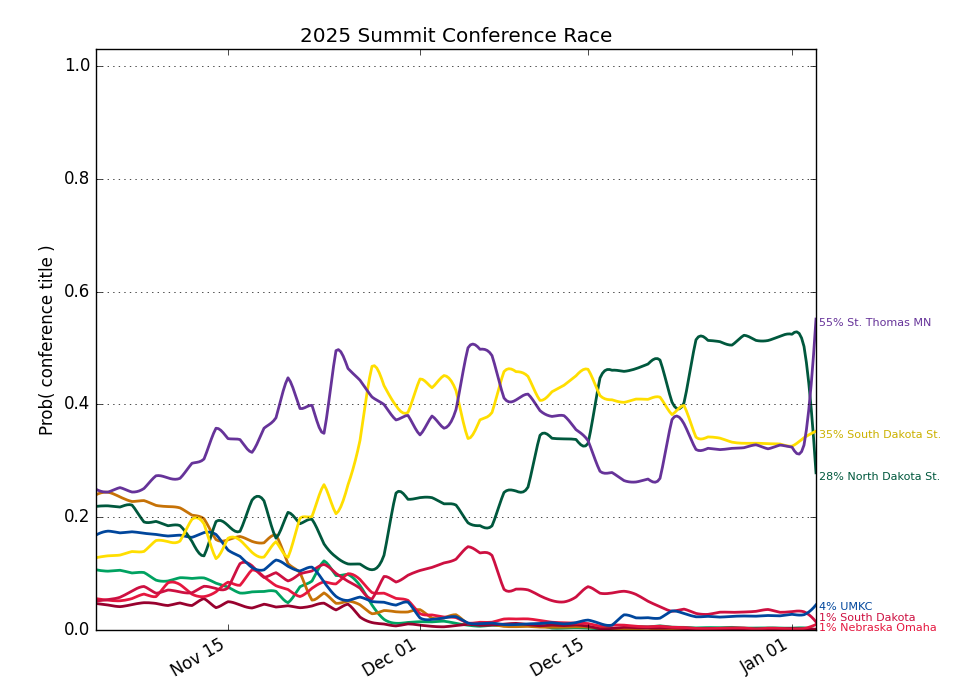 2025 Summit Conference Race
Prob( conference title )
1.0
0.8
0.6
0.4
0.2
0.0
55% St. Thomas MN
35% South Dakota St.
28% North Dakota St.
4% UMKC
1% South Dakota
1% Nebraska Omaha
Nov 15
Dec 01
Dec 15
Jan 01